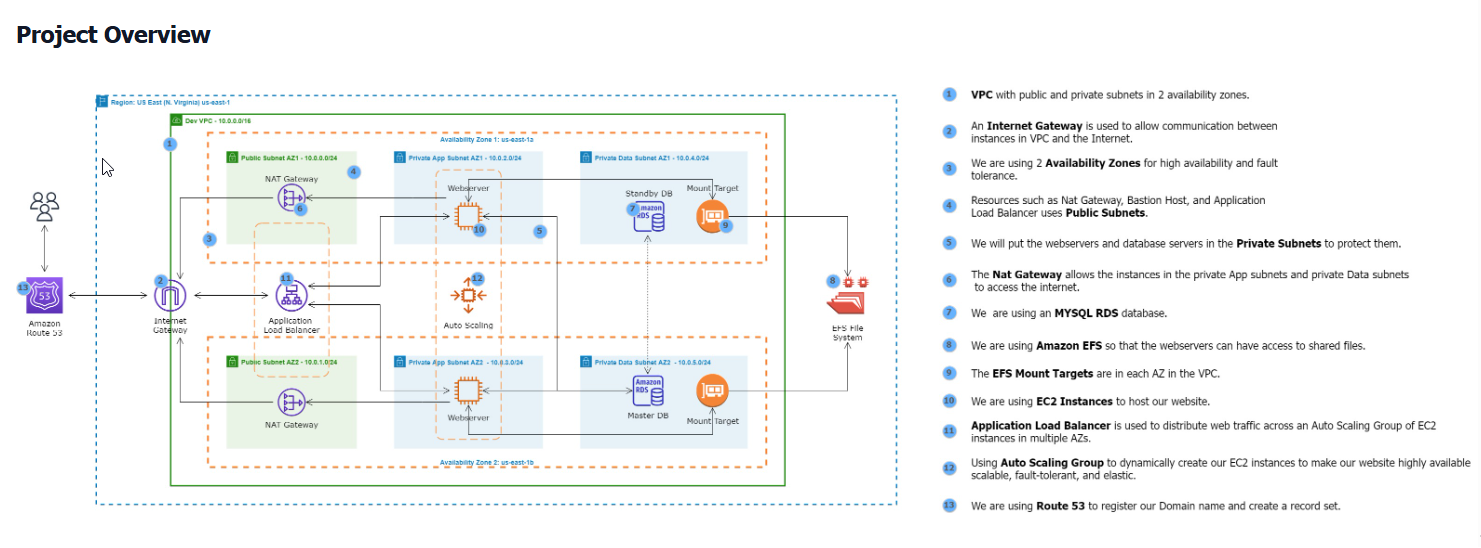 Project Overview
Region: US East (N. Virginia) us-east-1
Dev VPC - 10.0.0.0/16
1
Availability Zone 1: us-east-1a
Public Subnet AZ1 - 10.0.0.0/24
Private App Subnet AZ1 - 10.0.2.0/24
Private Data Subnet AZ1 - 10.0.4.0/24
4
NAT Gateway
6
Webserver
10
5
Standby DB
7
Amazon
RDS
Mount Target
9
3
13
53
Amazon
Route 53
2
Internet
Gateway
11
Application
Load Balancer
12
Auto Scaling
8
EFS File
System
Public Subnet AZ2 - 10.0.1.0/24
Private App Subnet AZ2 - 10.0.3.0/24
Private Data Subnet AZ2 - 10.0.5.0/24
NAT Gateway
Webserver
Amazon
RDS
Master DB
Mount Target
Availability Zone 2: us-east-1b
1 VPC with public and private subnets in 2 availability zones.
2 An Internet Gateway is used to allow communication between
instances in VPC and the Internet.
3 We are using 2 Availability Zones for high availability and fault
tolerance.
4 Resources such as Nat Gateway, Bastion Host, and Application
Load Balancer uses Public Subnets.
5 We will put the webservers and database servers in the Private Subnets to protect them.
6 The Nat Gateway allows the instances in the private App subnets and private Data subnets
to access the internet.
7 We are using an MYSQL RDS database.
8 We are using Amazon EFS so that the webservers can have access to shared files.
9 The EFS Mount Targets are in each AZ in the VPC.
10 We are using EC2 Instances to host our website.
11 Application Load Balancer is used to distribute web traffic across an Auto Scaling Group of EC2
instances in multiple AZs.
12 Using Auto Scaling Group to dynamically create our EC2 instances to make our website highly available
scalable, fault-tolerant, and elastic.
13 We are using Route 53 to register our Domain name and create a record set.